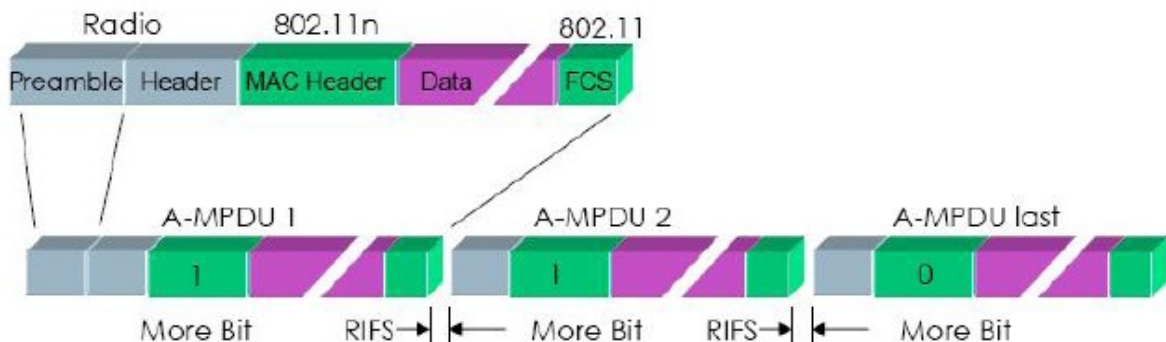 Radio 802.11n 802.11
Preamble Header MAC Header Data FCS
A-MPDU 1 A-MPDU 2 A-MPDU last
1 1 0
More Bit RIFS More Bit RIFS More Bit